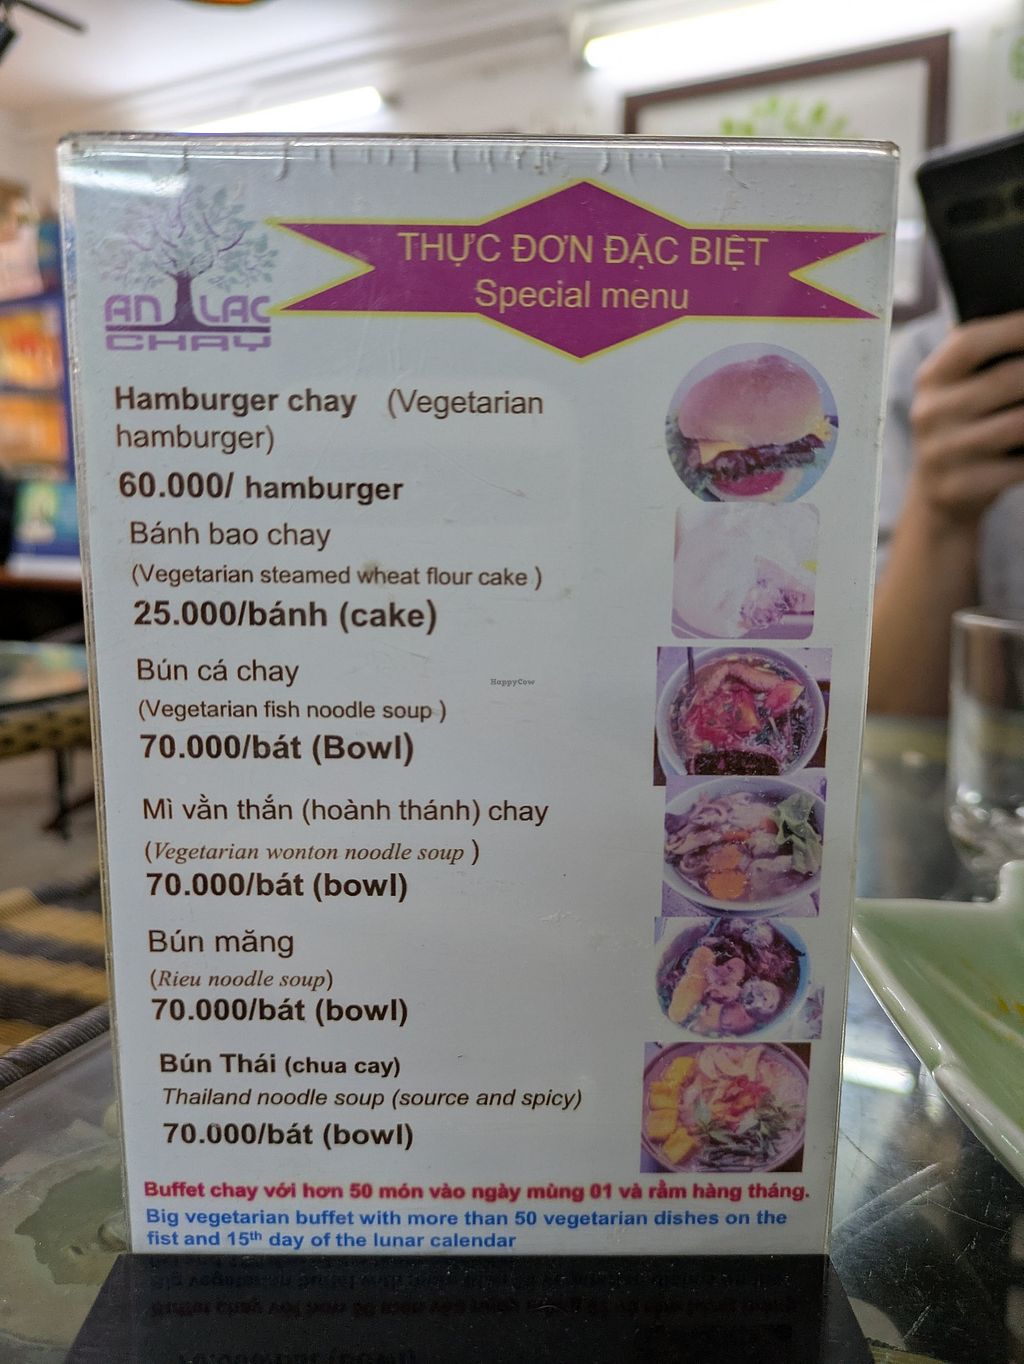 AN LAC
CHAY
THỰC ĐƠN ĐẶC BIỆT
Special menu
Hamburger chay (Vegetarian
hamburger)
60.000/ hamburger
Bánh bao chay
(Vegetarian steamed wheat flour cake )
25.000/bánh (cake)
Bún cá chay
(Vegetarian fish noodle soup )
70.000/bát (Bowl)
HappyCow
Mì vằn thắn (hoành thánh) chay
(Vegetarian wonton noodle soup )
70.000/bát (bowl)
Bún măng
(Rieu noodle soup)
70.000/bát (bowl)
Bún Thái (chua cay)
Thailand noodle soup (source and spicy)
70.000/bát (bowl)
Buffet chay với hơn 50 món vào ngày mùng 01 và rằm hàng tháng.
Big vegetarian buffet with more than 50 vegetarian dishes on the
fist and 15th day of the lunar calendar